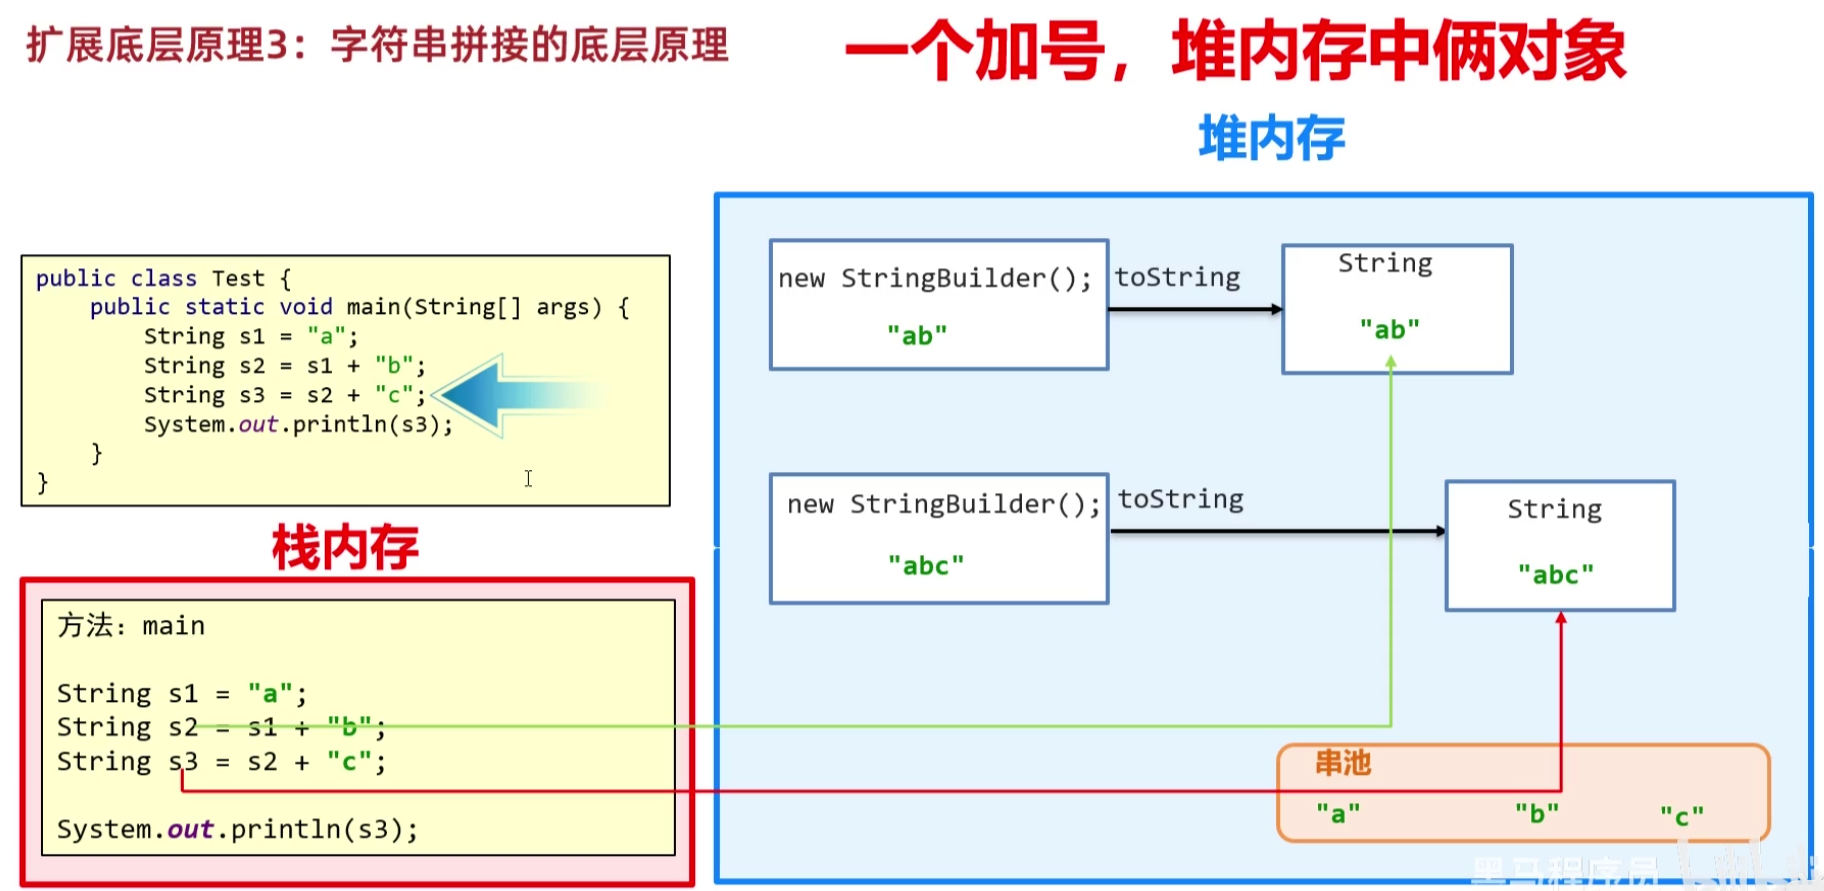 扩展底层原理3：字符串拼接的底层原理
一个加号，堆内存中俩对象
堆内存
public class Test {
    public static void main(String[] args) {
        String s1 = "a";
        String s2 = s1 + "b";
        String s3 = s2 + "c";
        System.out.println(s3);
    }
}
栈内存
方法：main
String s1 = "a";
String s2 = s1 + "b";
String s3 = s2 + "c";
System.out.println(s3);
new StringBuilder();
"ab"
toString
String
"ab"
new StringBuilder();
"abc"
toString
String
"abc"
串池
"a" "b" "c"
黑马程序员